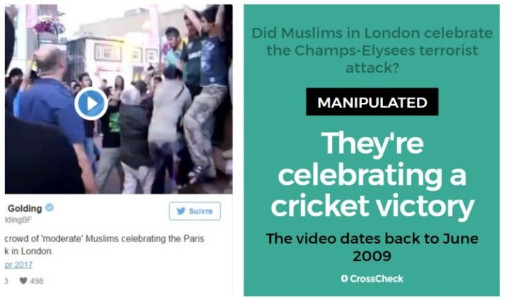 Golding
ldingBF
Suivre
crowd of 'moderate' Muslims celebrating the Paris
k in London.
pr 2017
3 498
Did Muslims in London celebrate
the Champs-Elysees terrorist
attack?
MANIPULATED
They're
celebrating a
cricket victory
The video dates back to June
2009
CrossCheck